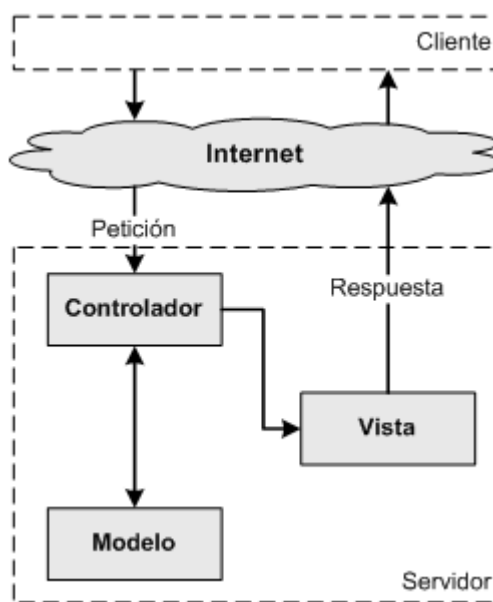 Cliente
Internet
Petición
Controlador
Respuesta
Vista
Modelo
Servidor